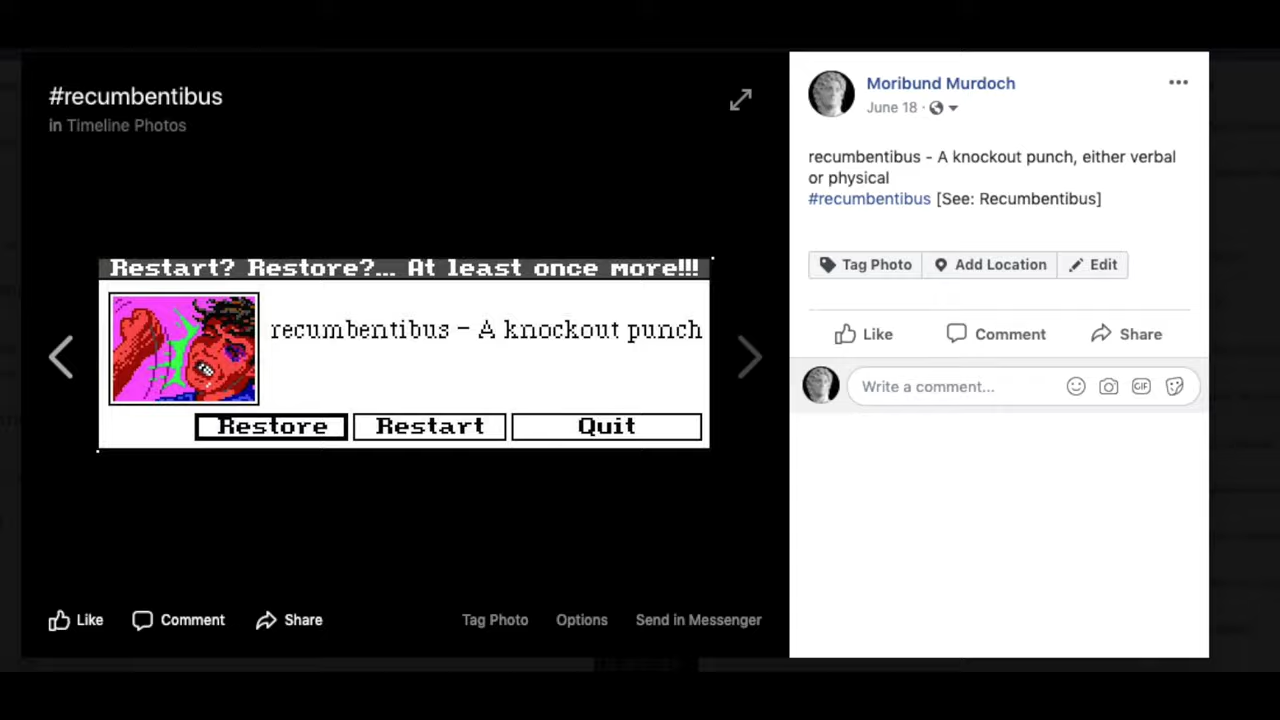 #recumbentibus
in Timeline Photos
Restart? Restore?... At least once more!!!
recumbentibus - A knockout punch
Restore Restart Quit
Like Comment Share Tag Photo Options Send in Messenger
Moribund Murdoch
June 18 ·
recumbentibus - A knockout punch, either verbal
or physical
#recumbentibus [See: Recumbentibus]
Tag Photo Add Location Edit
Like Comment Share
Write a comment...
GIF